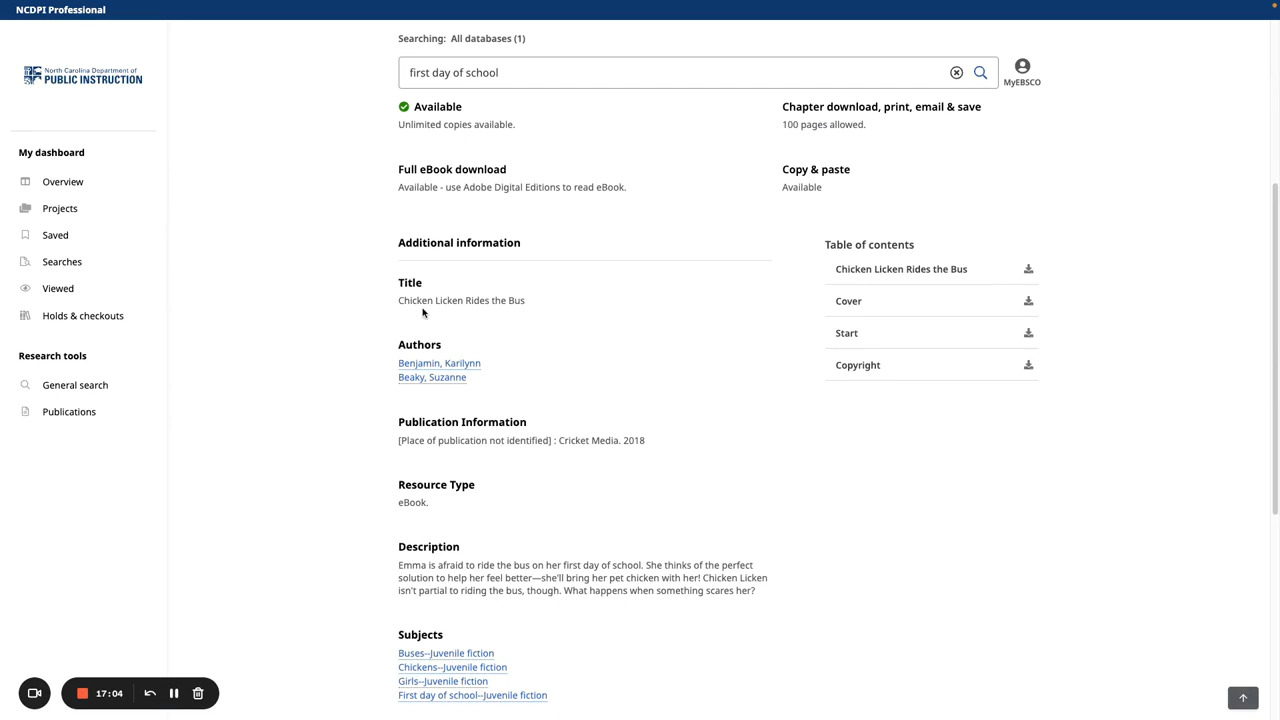 NCDPI Professional
North Carolina Department of
PUBLIC INSTRUCTION
My dashboard
Overview
Projects
Saved
Searches
Viewed
Holds & checkouts
Research tools
General search
Publications
Searching: All databases (1)
first day of school
MyEBSCO
Available
Unlimited copies available.
Chapter download, print, email & save
100 pages allowed.
Full eBook download
Available - use Adobe Digital Editions to read eBook.
Copy & paste
Available
Additional information
Title
Chicken Licken Rides the Bus
Authors
Benjamin, Karilynn
Beaky, Suzanne
Publication Information
[Place of publication not identified] : Cricket Media. 2018
Resource Type
eBook.
Description
Emma is afraid to ride the bus on her first day of school. She thinks of the perfect
solution to help her feel better—she'll bring her pet chicken with her! Chicken Licken
isn't partial to riding the bus, though. What happens when something scares her?
Subjects
Buses--Juvenile fiction
Chickens--Juvenile fiction
Girls--Juvenile fiction
First day of school--Juvenile fiction
Table of contents
Chicken Licken Rides the Bus
Cover
Start
Copyright
17:04